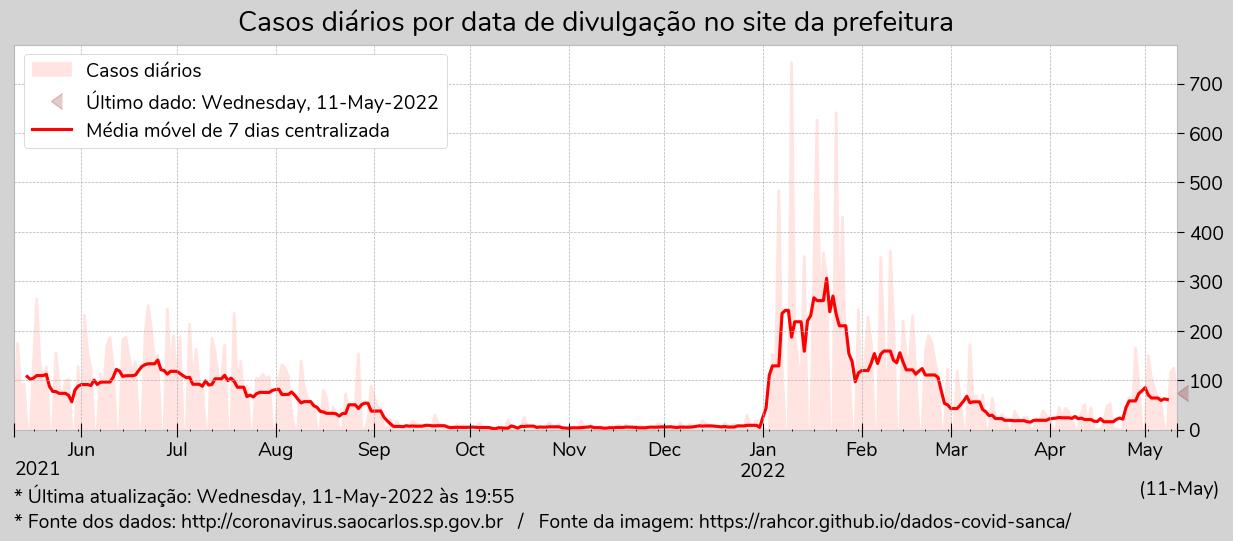 Casos diários por data de divulgação no site da prefeitura
Casos diários
Último dado: Wednesday, 11-May-2022
Média móvel de 7 dias centralizada
700
600
500
400
300
200
100
0
Jun Jul Aug Sep Oct Nov Dec Jan Feb Mar Apr May
2021 2022
(11-May)
* Última atualização: Wednesday, 11-May-2022 às 19:55
* Fonte dos dados: http://coronavirus.saocarlos.sp.gov.br / Fonte da imagem: https://rahcor.github.io/dados-covid-sanca/